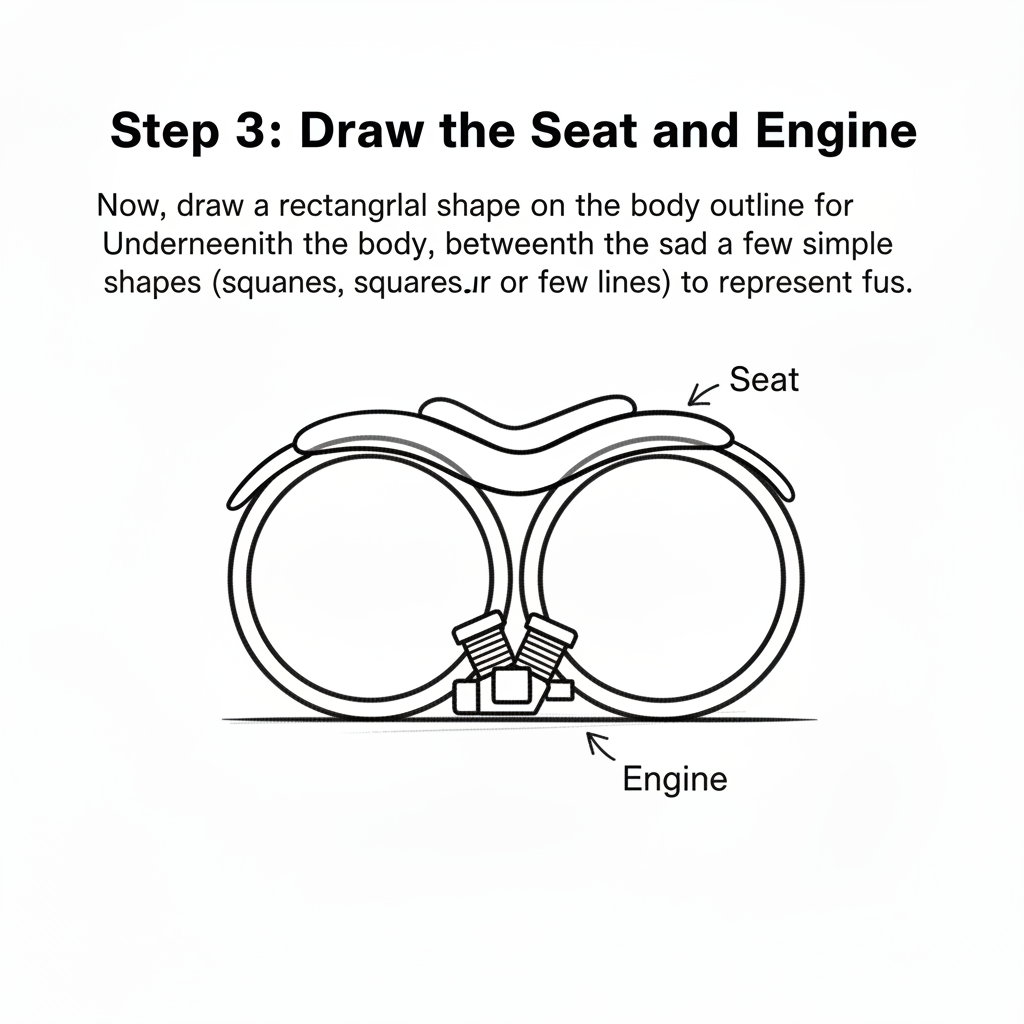 Step 3: Draw the Seat and Engine
Now, draw a rectangrlal shape on the body outline for
Underneenith the body, betweenth the sad a few simple
shapes (squanes, squares.ır or few lines) to represent fus.
Seat
Engine